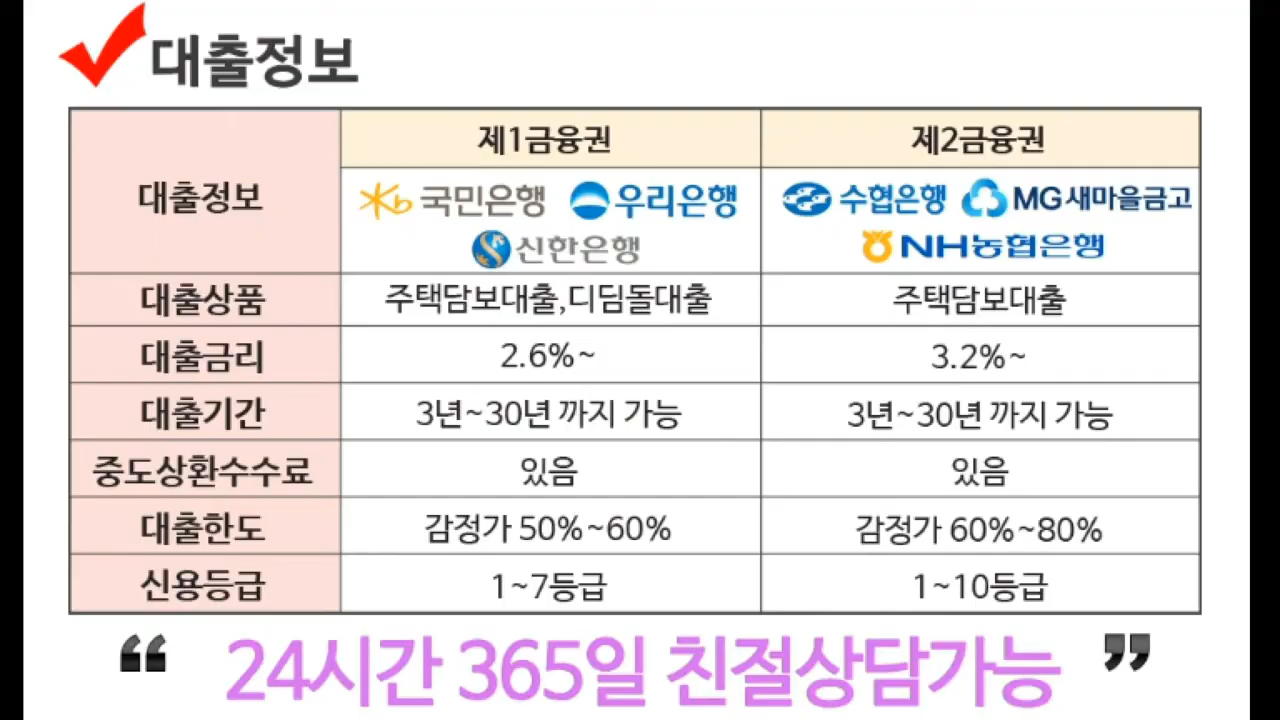 대출정보
대출정보
제1금융권
제2금융권
Kb 국민은행 우리은행
신한은행
수협은행 MG새마을금고
NH농협은행
대출상품 주택담보대출,디딤돌대출 주택담보대출
대출금리 2.6%~ 3.2%~
대출기간 3년~30년 까지 가능 3년~30년 까지 가능
중도상환수수료 있음 있음
대출한도 감정가 50%~60% 감정가 60%~80%
신용등급 1~7등급 1~10등급
“ 24시간 365일 친절상담가능 ”